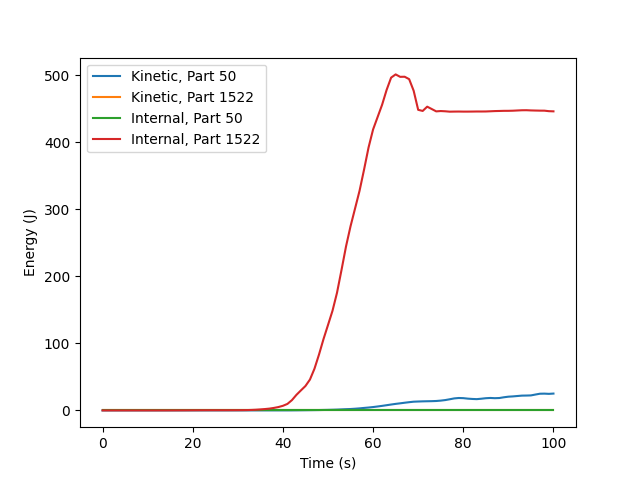 Kinetic, Part 50
Kinetic, Part 1522
Internal, Part 50
Internal, Part 1522
500
400
300
200
100
0
Energy (J)
0 20 40 60 80 100
Time (s)